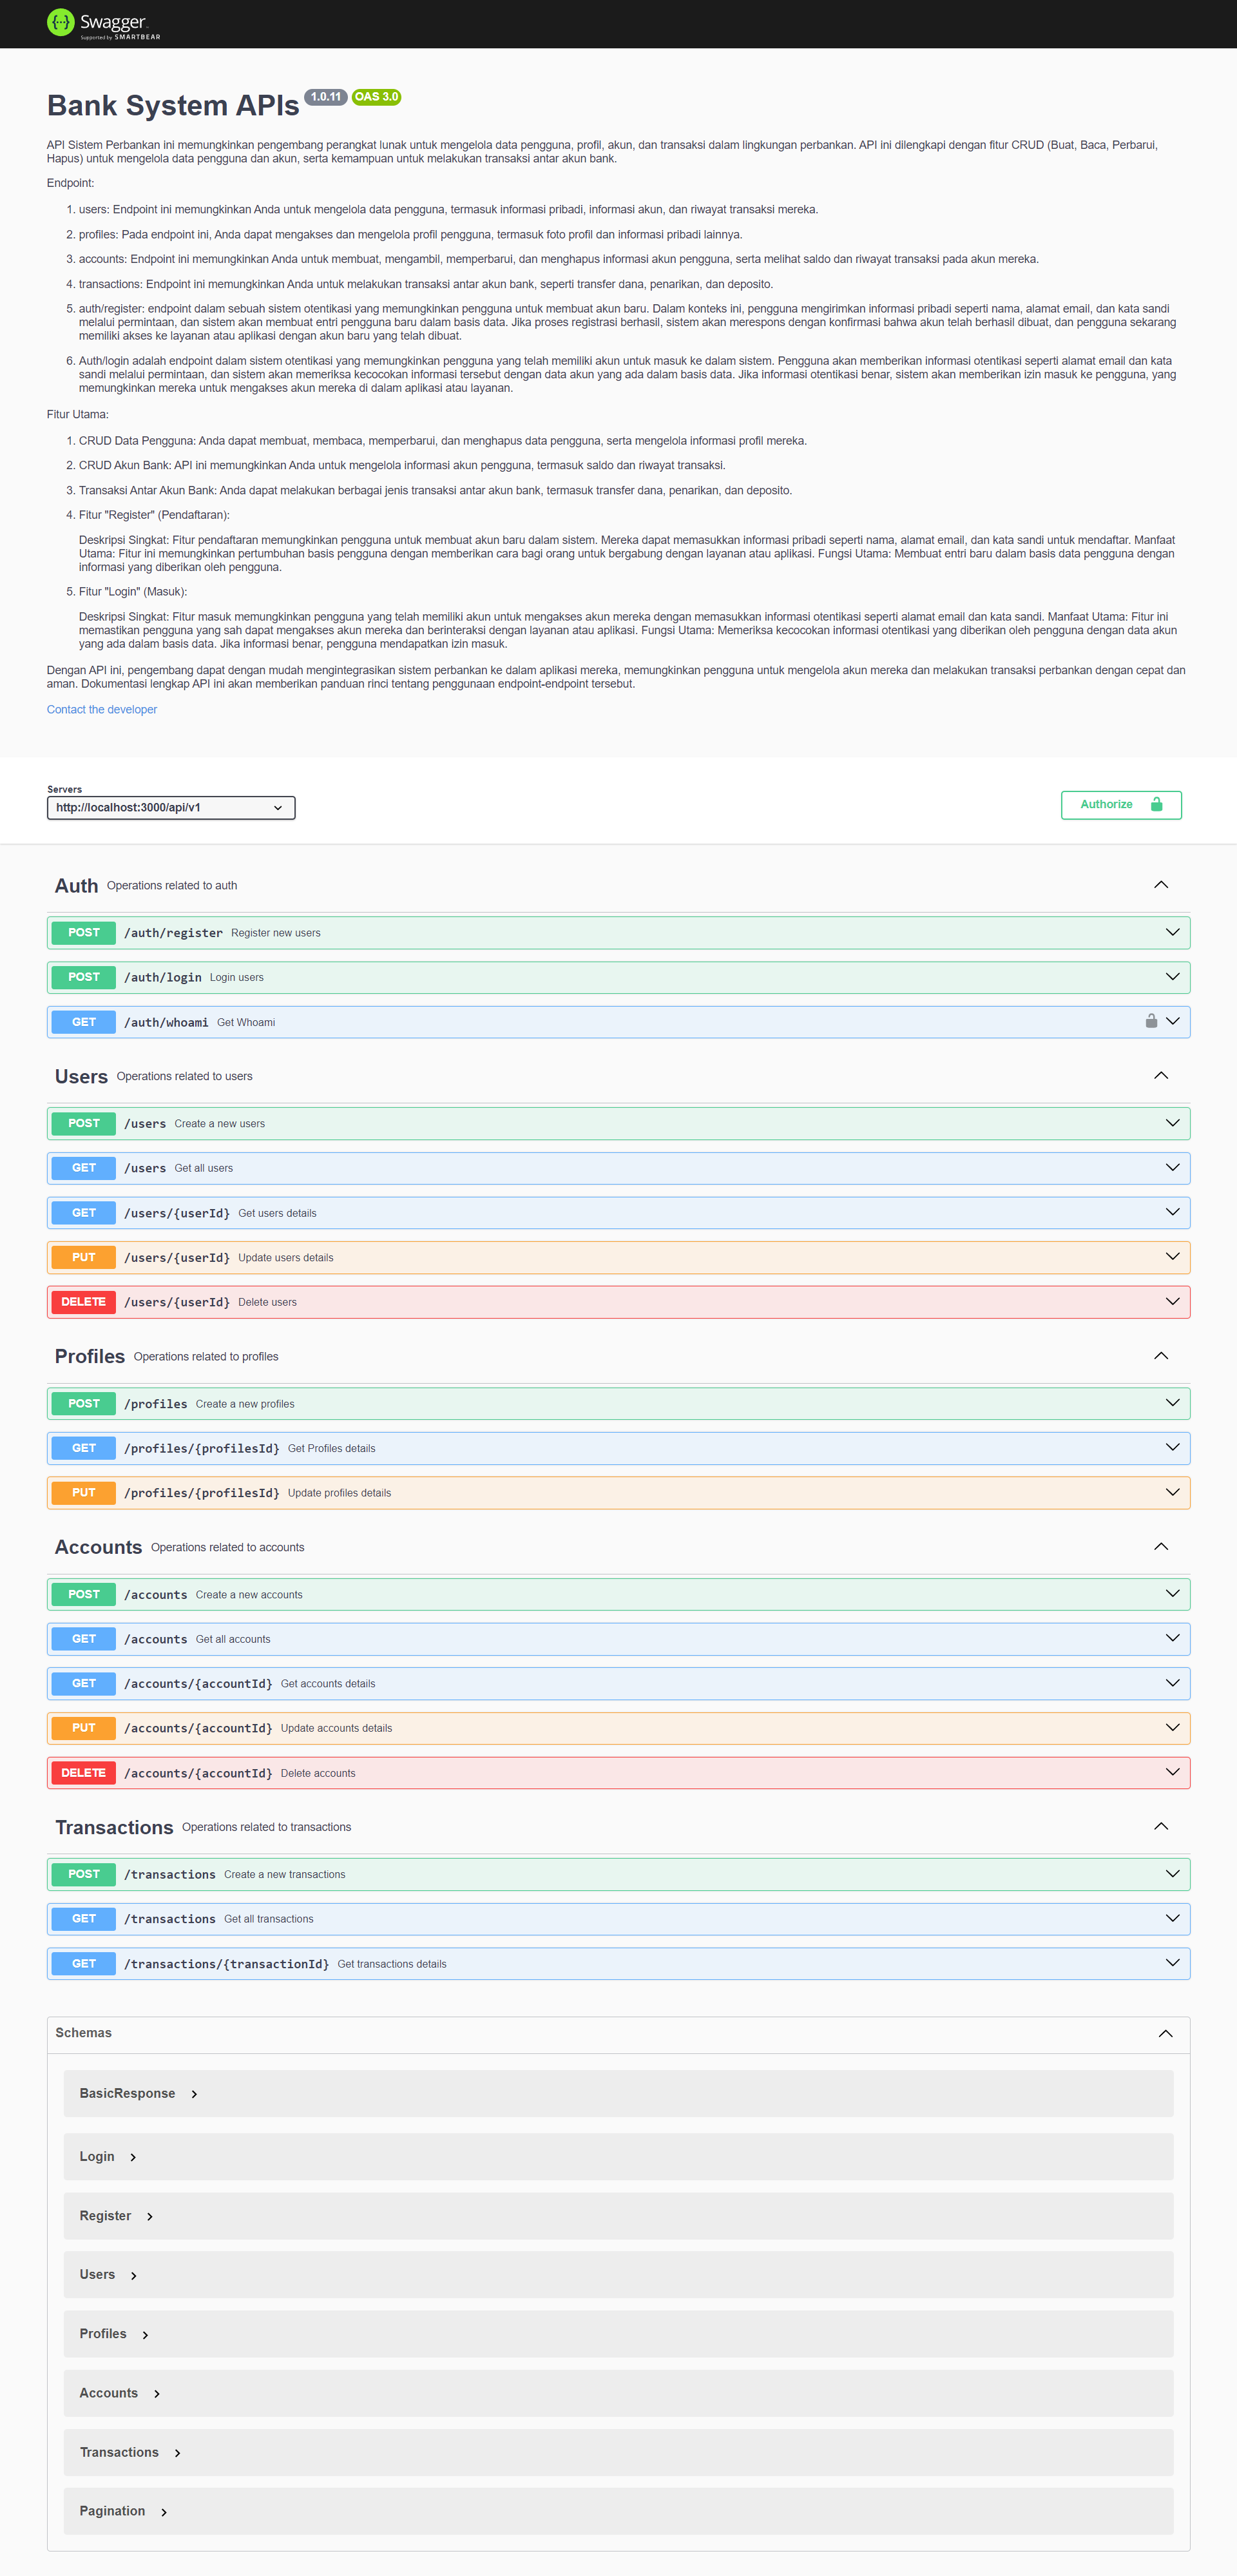 Swagger
Supported by SMARTBEAR
Bank System APIs 1.0.11 OAS 3.0
API Sistem Perbankan ini memungkinkan pengembang perangkat lunak untuk mengelola data pengguna, profil, akun, dan transaksi dalam lingkungan perbankan. API ini dilengkapi dengan fitur CRUD (Buat, Baca, Perbarui,
Hapus) untuk mengelola data pengguna dan akun, serta kemampuan untuk melakukan transaksi antar akun bank.
Endpoint:
1. users: Endpoint ini memungkinkan Anda untuk mengelola data pengguna, termasuk informasi pribadi, informasi akun, dan riwayat transaksi mereka.
2. profiles: Pada endpoint ini, Anda dapat mengakses dan mengelola profil pengguna, termasuk foto profil dan informasi pribadi lainnya.
3. accounts: Endpoint ini memungkinkan Anda untuk membuat, mengambil, memperbarui, dan menghapus informasi akun pengguna, serta melihat saldo dan riwayat transaksi pada akun mereka.
4. transactions: Endpoint ini memungkinkan Anda untuk melakukan transaksi antar akun bank, seperti transfer dana, penarikan, dan deposito.
5. auth/register: endpoint dalam sebuah sistem otentikasi yang memungkinkan pengguna untuk membuat akun baru. Dalam konteks ini, pengguna mengirimkan informasi pribadi seperti nama, alamat email, dan kata sandi
melalui permintaan, dan sistem akan membuat entri pengguna baru dalam basis data. Jika proses registrasi berhasil, sistem akan merespons dengan konfirmasi bahwa akun telah berhasil dibuat, dan pengguna sekarang
memiliki akses ke layanan atau aplikasi dengan akun baru yang telah dibuat.
6. Auth/login adalah endpoint dalam sistem otentikasi yang memungkinkan pengguna yang telah memiliki akun untuk masuk ke dalam sistem. Pengguna akan memberikan informasi otentikasi seperti alamat email dan kata
sandi melalui permintaan, dan sistem akan memeriksa kecocokan informasi tersebut dengan data akun yang ada dalam basis data. Jika informasi otentikasi benar, sistem akan memberikan izin masuk ke pengguna, yang
memungkinkan mereka untuk mengakses akun mereka di dalam aplikasi atau layanan.
Fitur Utama:
1. CRUD Data Pengguna: Anda dapat membuat, membaca, memperbarui, dan menghapus data pengguna, serta mengelola informasi profil mereka.
2. CRUD Akun Bank: API ini memungkinkan Anda untuk mengelola informasi akun pengguna, termasuk saldo dan riwayat transaksi.
3. Transaksi Antar Akun Bank: Anda dapat melakukan berbagai jenis transaksi antar akun bank, termasuk transfer dana, penarikan, dan deposito.
4. Fitur "Register" (Pendaftaran):
Deskripsi Singkat: Fitur pendaftaran memungkinkan pengguna untuk membuat akun baru dalam sistem. Mereka dapat memasukkan informasi pribadi seperti nama, alamat email, dan kata sandi untuk mendaftar. Manfaat
Utama: Fitur ini memungkinkan pertumbuhan basis pengguna dengan memberikan cara bagi orang untuk bergabung dengan layanan atau aplikasi. Fungsi Utama: Membuat entri baru dalam basis data pengguna dengan
informasi yang diberikan oleh pengguna.
5. Fitur "Login" (Masuk):
Deskripsi Singkat: Fitur masuk memungkinkan pengguna yang telah memiliki akun untuk mengakses akun mereka dengan memasukkan informasi otentikasi seperti alamat email dan kata sandi. Manfaat Utama: Fitur ini
memastikan pengguna yang sah dapat mengakses akun mereka dan berinteraksi dengan layanan atau aplikasi. Fungsi Utama: Memeriksa kecocokan informasi otentikasi yang diberikan oleh pengguna dengan data akun
yang ada dalam basis data. Jika informasi benar, pengguna mendapatkan izin masuk.
Dengan API ini, pengembang dapat dengan mudah mengintegrasikan sistem perbankan ke dalam aplikasi mereka, memungkinkan pengguna untuk mengelola akun mereka dan melakukan transaksi perbankan dengan cepat dan
aman. Dokumentasi lengkap API ini akan memberikan panduan rinci tentang penggunaan endpoint-endpoint tersebut.
Contact the developer
Servers
http://localhost:3000/api/v1
Authorize
Auth Operations related to auth
POST /auth/register Register new users
POST /auth/login Login users
GET /auth/whoami Get Whoami
Users Operations related to users
POST /users Create a new users
GET /users Get all users
GET /users/{userId} Get users details
PUT /users/{userId} Update users details
DELETE /users/{userId} Delete users
Profiles Operations related to profiles
POST /profiles Create a new profiles
GET /profiles/{profilesId} Get Profiles details
PUT /profiles/{profilesId} Update profiles details
Accounts Operations related to accounts
POST /accounts Create a new accounts
GET /accounts Get all accounts
GET /accounts/{accountId} Get accounts details
PUT /accounts/{accountId} Update accounts details
DELETE /accounts/{accountId} Delete accounts
Transactions Operations related to transactions
POST /transactions Create a new transactions
GET /transactions Get all transactions
GET /transactions/{transactionId} Get transactions details
Schemas
BasicResponse
Login
Register
Users
Profiles
Accounts
Transactions
Pagination